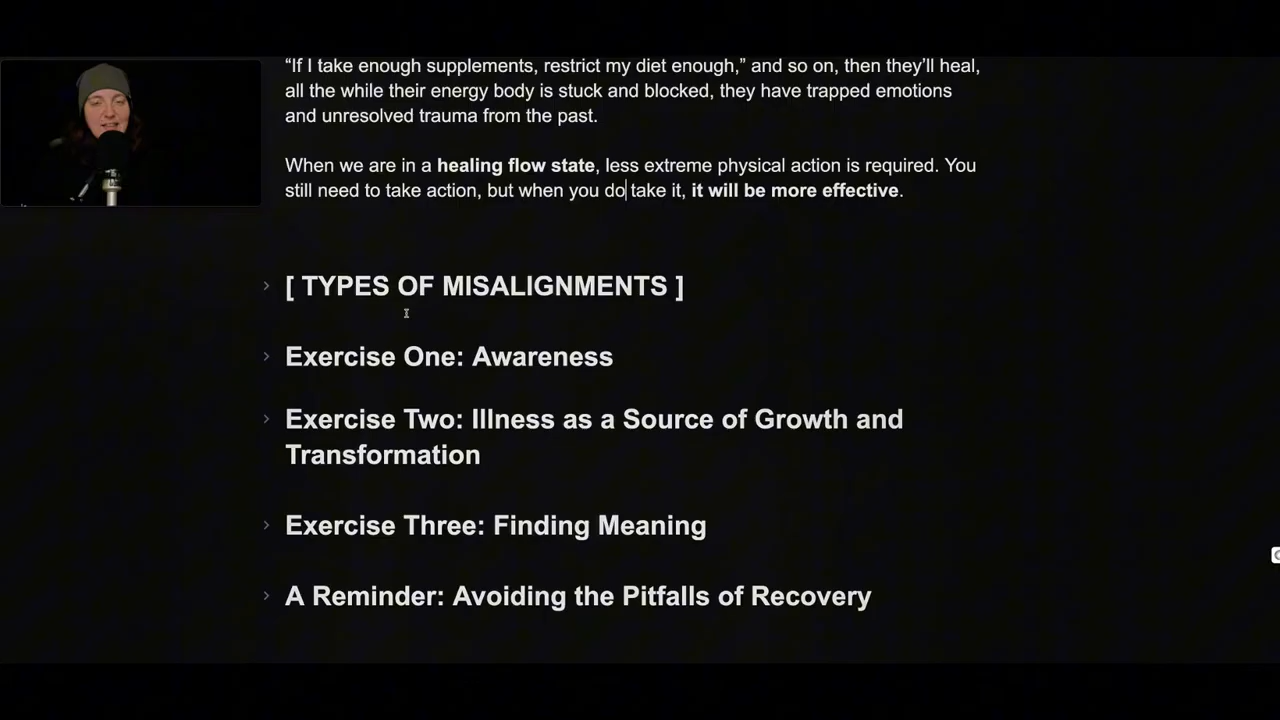 “If I take enough supplements, restrict my diet enough,” and so on, then they’ll heal,
all the while their energy body is stuck and blocked, they have trapped emotions
and unresolved trauma from the past.
When we are in a healing flow state, less extreme physical action is required. You
still need to take action, but when you do take it, it will be more effective.
[ TYPES OF MISALIGNMENTS ]
Exercise One: Awareness
Exercise Two: Illness as a Source of Growth and
Transformation
Exercise Three: Finding Meaning
A Reminder: Avoiding the Pitfalls of Recovery